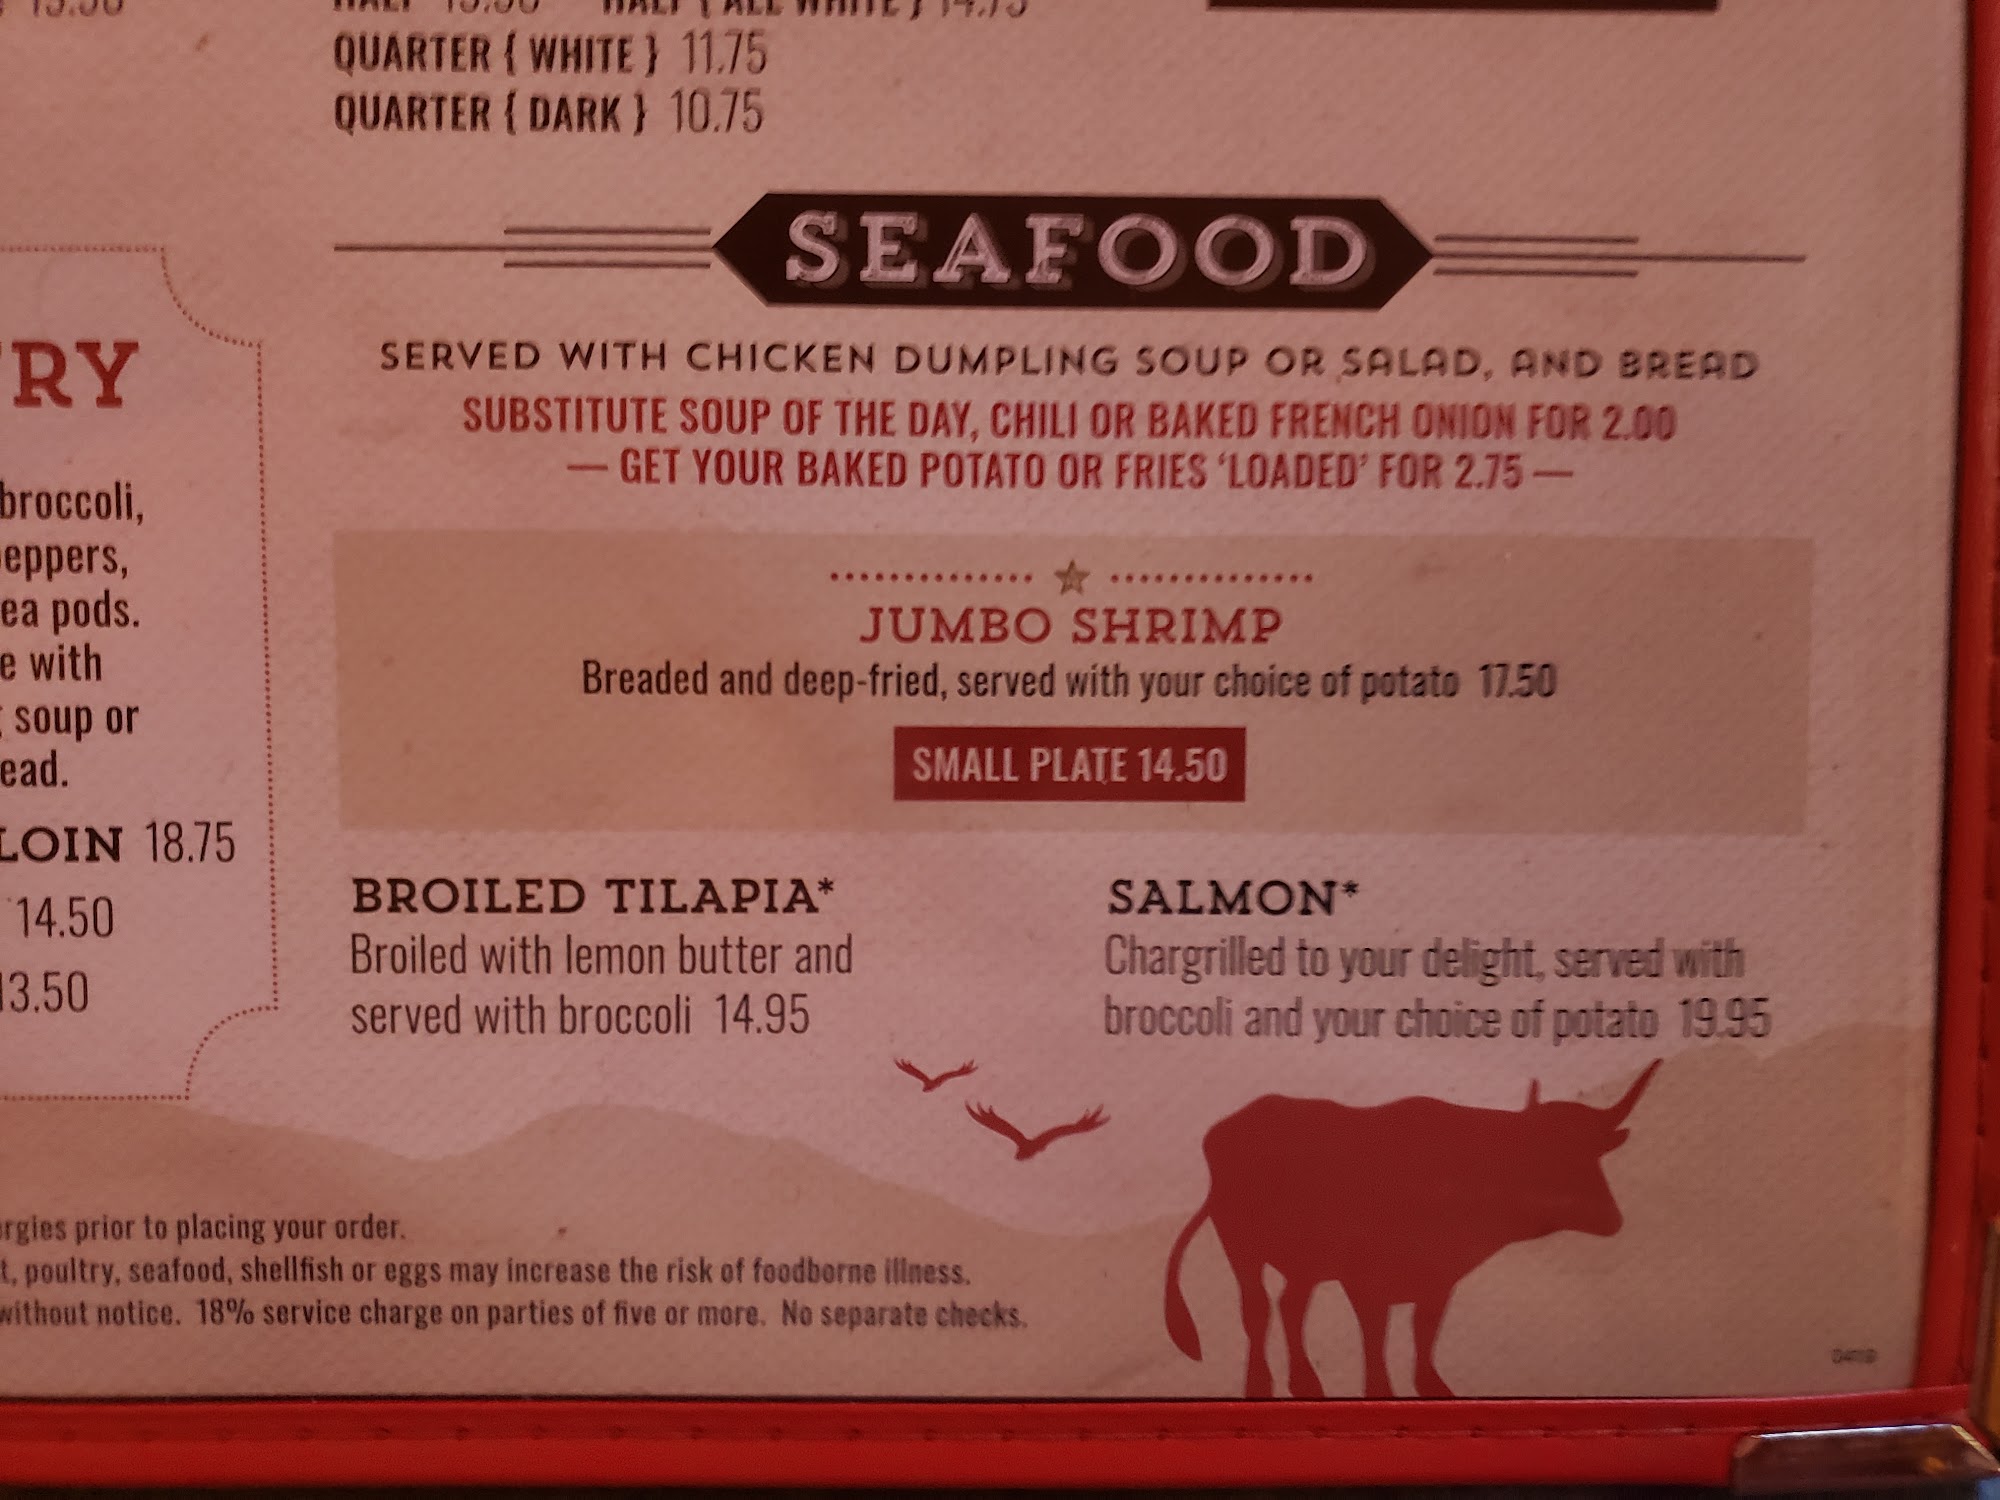 QUARTER { WHITE } 11.75
QUARTER { DARK } 10.75
SEAFOOD
SERVED WITH CHICKEN DUMPLING SOUP OR SALAD, AND BREAD
SUBSTITUTE SOUP OF THE DAY, CHILI OR BAKED FRENCH ONION FOR 2.00
— GET YOUR BAKED POTATO OR FRIES ‘LOADED’ FOR 2.75 —
JUMBO SHRIMP
Breaded and deep-fried, served with your choice of potato 17.50
SMALL PLATE 14.50
BROILED TILAPIA*
Broiled with lemon butter and
served with broccoli 14.95
SALMON*
Chargrilled to your delight, served with
broccoli and your choice of potato 19.95
RY
broccoli,
eppers,
ea pods.
e with
soup or
ead.
LOIN 18.75
14.50
13.50
rgies prior to placing your order.
t, poultry, seafood, shellfish or eggs may increase the risk of foodborne illness.
without notice. 18% service charge on parties of five or more. No separate checks.